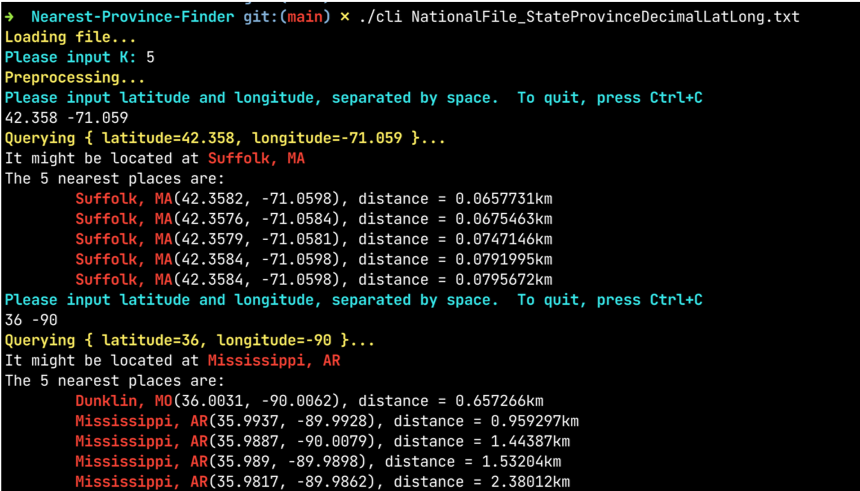 ➜ Nearest-Province-Finder git:(main) × ./cli NationalFile_StateProvinceDecimalLatLong.txt
Loading file...
Please input K: 5
Preprocessing...
Please input latitude and longitude, separated by space.  To quit, press Ctrl+C
42.358 -71.059
Querying { latitude=42.358, longitude=-71.059 }...
It might be located at Suffolk, MA
The 5 nearest places are:
Suffolk, MA(42.3582, -71.0598), distance = 0.0657731km
Suffolk, MA(42.3576, -71.0584), distance = 0.0675463km
Suffolk, MA(42.3579, -71.0581), distance = 0.0747146km
Suffolk, MA(42.3584, -71.0598), distance = 0.0791995km
Suffolk, MA(42.3584, -71.0598), distance = 0.0795672km
Please input latitude and longitude, separated by space.  To quit, press Ctrl+C
36 -90
Querying { latitude=36, longitude=-90 }...
It might be located at Mississippi, AR
The 5 nearest places are:
Dunklin, MO(36.0031, -90.0062), distance = 0.657266km
Mississippi, AR(35.9937, -89.9928), distance = 0.959297km
Mississippi, AR(35.9887, -90.0079), distance = 1.44387km
Mississippi, AR(35.989, -89.9898), distance = 1.53204km
Mississippi, AR(35.9817, -89.9862), distance = 2.38012km